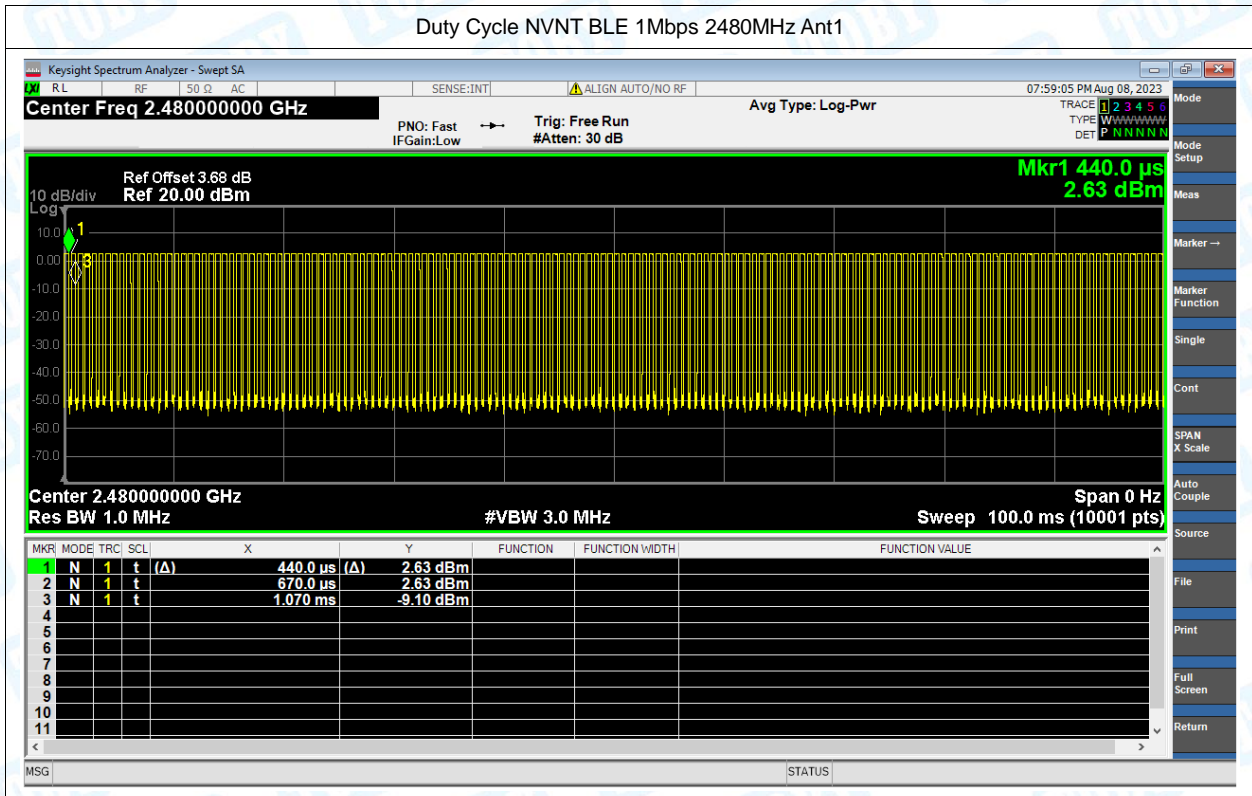 Duty Cycle NVNT BLE 1Mbps 2480MHz Ant1
Keysight Spectrum Analyzer - Swept SA
LXI RL RF 50 Ω AC SENSE:INT ALIGN AUTO/NO RF 07:59:05 PM Aug 08, 2023
Center Freq 2.480000000 GHz
Avg Type: Log-Pwr
TRACE 1 2 3 4 5 6
TYPE WWWWWW
DET P N N N N N
PNO: Fast
IFGain:Low
Trig: Free Run
#Atten: 30 dB
Mkr1 440.0 µs
2.63 dBm
Ref Offset 3.68 dB
Ref 20.00 dBm
10 dB/div
Log
10.0
0.00
-10.0
-20.0
-30.0
-40.0
-50.0
-60.0
-70.0
1
3
Center 2.480000000 GHz
Span 0 Hz
Res BW 1.0 MHz
#VBW 3.0 MHz
Sweep 100.0 ms (10001 pts)
MKR MODE TRC SCL X Y FUNCTION FUNCTION WIDTH FUNCTION VALUE
1 N 1 t (Δ) 440.0 µs (Δ) 2.63 dBm
2 N 1 t 670.0 µs 2.63 dBm
3 N 1 t 1.070 ms -9.10 dBm
4
5
6
7
8
9
10
11
MSG
STATUS
Mode
Mode
Setup
Meas
Marker →
Marker
Function
Single
Cont
SPAN
X Scale
Auto
Couple
Source
File
Print
Full
Screen
Return
TOBY